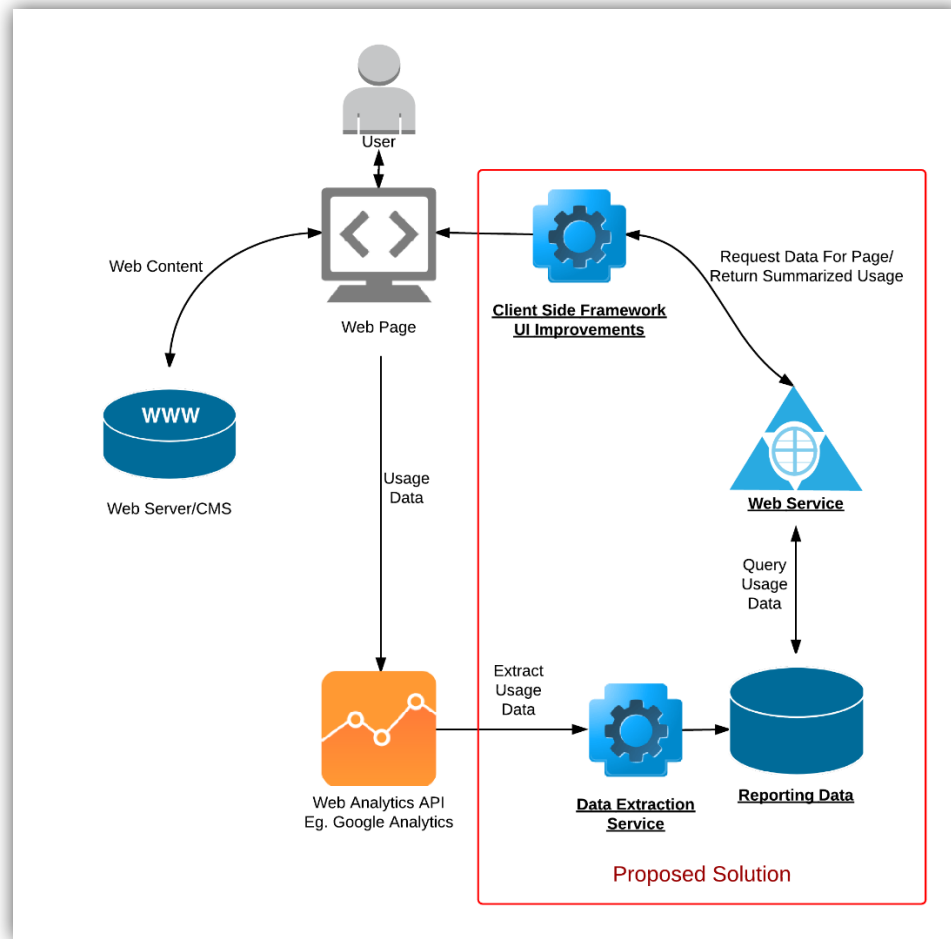 User
Web Content
Web Page
Client Side Framework
UI Improvements
Request Data For Page/
Return Summarized Usage
WWW
Web Server/CMS
Usage
Data
Web Service
Query
Usage
Data
Extract
Usage
Data
Web Analytics API
Eg. Google Analytics
Data Extraction
Service
Reporting Data
Proposed Solution